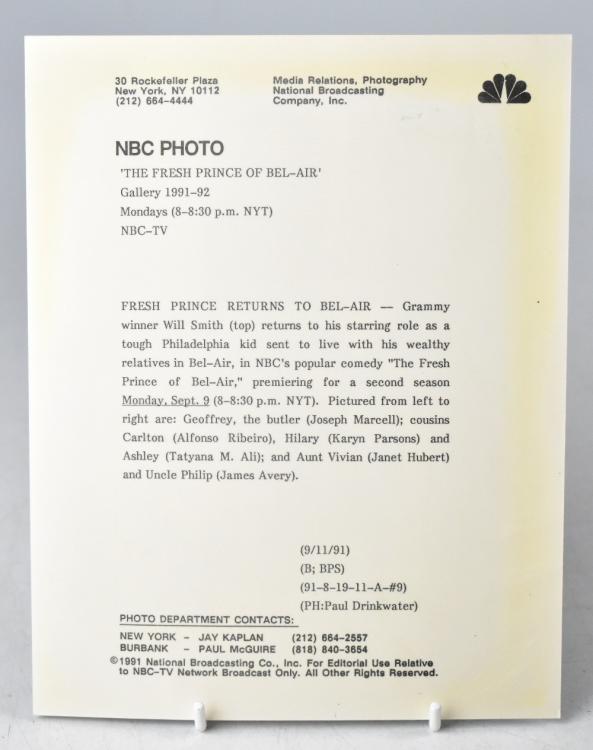 30 Rockefeller Plaza
New York, NY 10112
(212) 664-4444
Media Relations, Photography
National Broadcasting
Company, Inc.
NBC PHOTO
'THE FRESH PRINCE OF BEL-AIR'
Gallery 1991-92
Mondays (8-8:30 p.m. NYT)
NBC-TV
FRESH PRINCE RETURNS TO BEL-AIR -- Grammy
winner Will Smith (top) returns to his starring role as a
tough Philadelphia kid sent to live with his wealthy
relatives in Bel-Air, in NBC's popular comedy "The Fresh
Prince of Bel-Air," premiering for a second season
Monday, Sept. 9 (8-8:30 p.m. NYT). Pictured from left to
right are: Geoffrey, the butler (Joseph Marcell); cousins
Carlton (Alfonso Ribeiro), Hilary (Karyn Parsons) and
Ashley (Tatyana M. Ali); and Aunt Vivian (Janet Hubert)
and Uncle Philip (James Avery).
(9/11/91)
(B; BPS)
(91-8-19-11-A-#9)
(PH:Paul Drinkwater)
PHOTO DEPARTMENT CONTACTS:
NEW YORK - JAY KAPLAN (212) 664-2557
BURBANK - PAUL McGUIRE (818) 840-3654
©1991 National Broadcasting Co., Inc. For Editorial Use Relative
to NBC-TV Network Broadcast Only. All Other Rights Reserved.